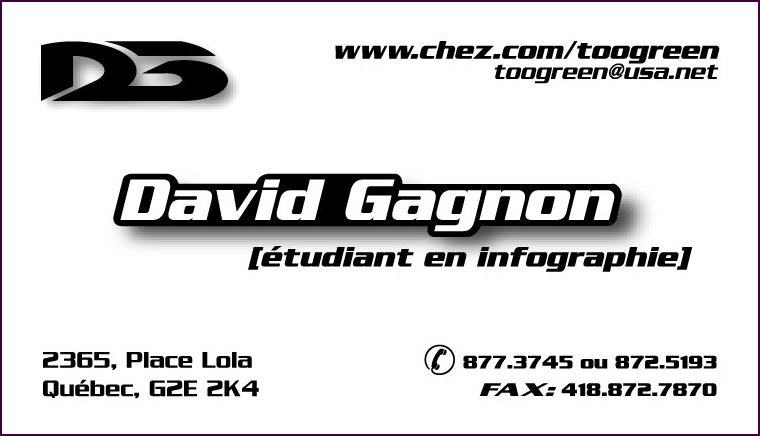 DG
www.chez.com/toogreen
toogreen@usa.net
David Gagnon
[étudiant en infographie]
2365, Place Lola
Québec, G2E 2K4
877.3745 ou 872.5193
FAX: 418.872.7870